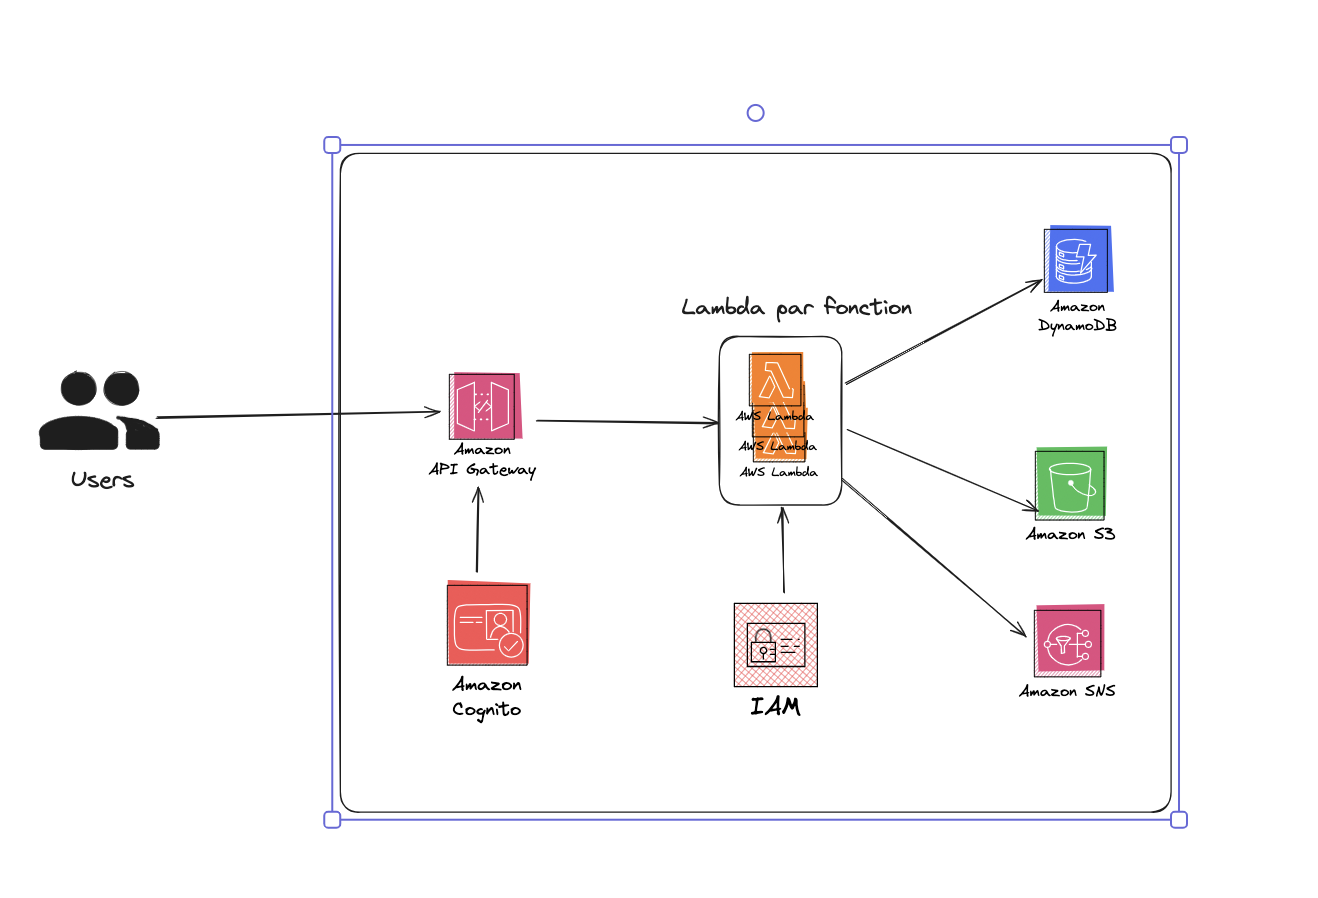 Lambda par fonction
Amazon
DynamoDB
AWS Lambda
AWS Lambda
AWS Lambda
Amazon
API Gateway
Users
Amazon S3
Amazon
Cognito
IAM
Amazon SNS